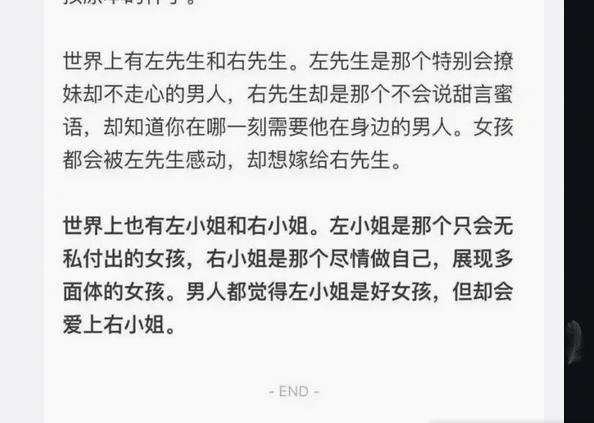 世界上有左先生和右先生。左先生是那个特别会撩
妹却不走心的男人，右先生却是那个不会说甜言蜜
语，却知道你在哪一刻需要他在身边的男人。女孩
都会被左先生感动，却想嫁给右先生。
世界上也有左小姐和右小姐。左小姐是那个只会无
私付出的女孩，右小姐是那个尽情做自己，展现多
面体的女孩。男人都觉得左小姐是好女孩，但却会
爱上右小姐。
- END -